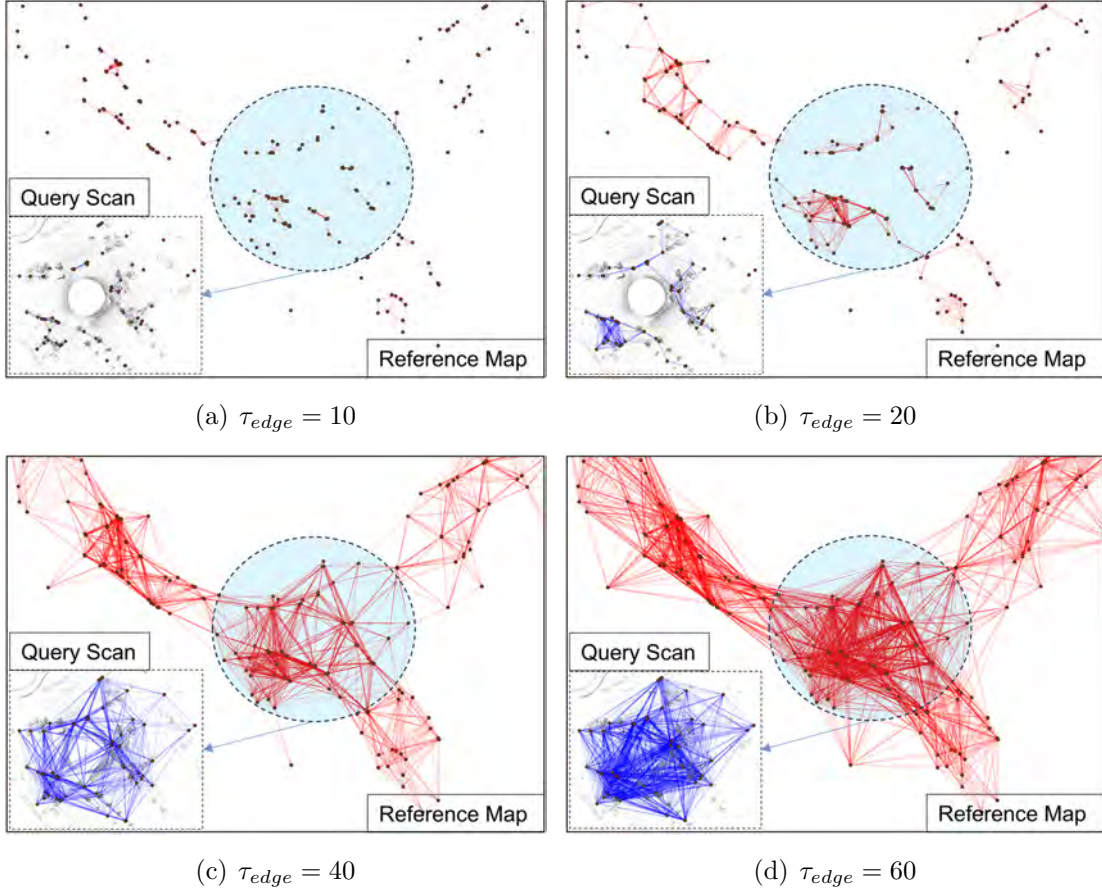 Query Scan
Reference Map
(a) τ_edge = 10
Query Scan
Reference Map
(b) τ_edge = 20
Query Scan
Reference Map
(c) τ_edge = 40
Query Scan
Reference Map
(d) τ_edge = 60